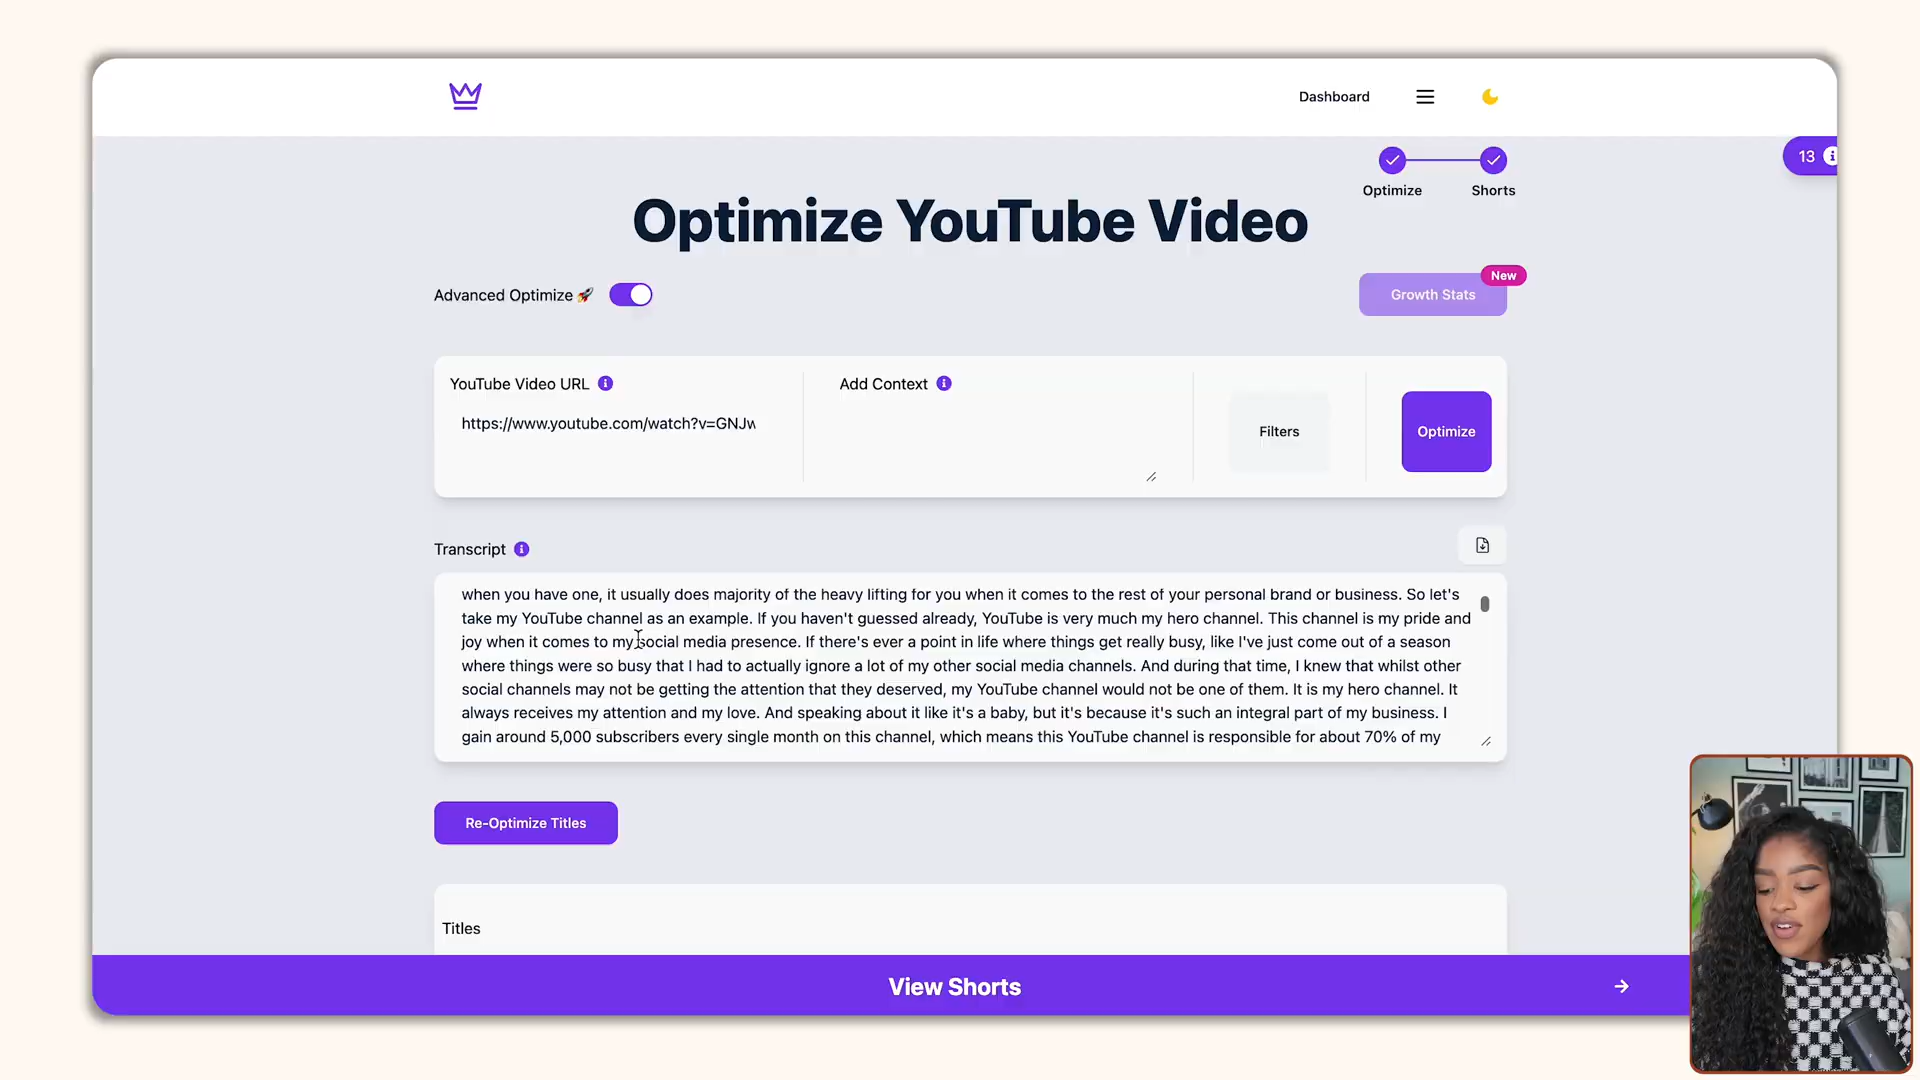 Dashboard
13
Optimize
Shorts
Optimize YouTube Video
Advanced Optimize
New
Growth Stats
YouTube Video URL
Add Context
https://www.youtube.com/watch?v=GNJw
Filters
Optimize
Transcript
when you have one, it usually does majority of the heavy lifting for you when it comes to the rest of your personal brand or business. So let's
take my YouTube channel as an example. If you haven't guessed already, YouTube is very much my hero channel. This channel is my pride and
joy when it comes to my social media presence. If there's ever a point in life where things get really busy, like I've just come out of a season
where things were so busy that I had to actually ignore a lot of my other social media channels. And during that time, I knew that whilst other
social channels may not be getting the attention that they deserved, my YouTube channel would not be one of them. It is my hero channel. It
always receives my attention and my love. And speaking about it like it's a baby, but it's because it's such an integral part of my business. I
gain around 5,000 subscribers every single month on this channel, which means this YouTube channel is responsible for about 70% of my
Re-Optimize Titles
Titles
View Shorts